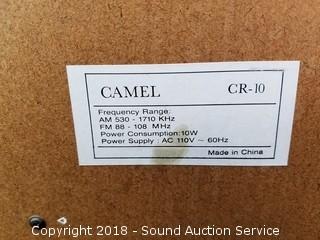 CAMEL CR-10
Frequency Range:
AM 530 - 1710 KHz
FM 88 - 108 MHz
Power Consumption:10W
Power Supply : AC 110V ~ 60Hz
Made in China
Copyright 2018 - Sound Auction Service